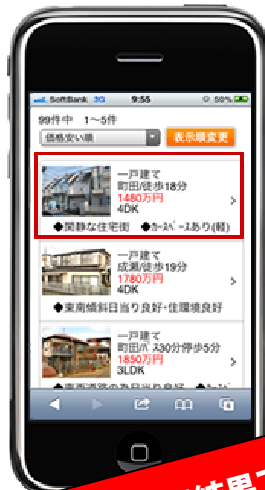 SoftBank 3G 9:55 50%
99件中 1～5件
価格安い順
表示順変更
一戸建て
町田/徒歩18分
1480万円
4DK
◆閑静な住宅街 ◆ｶｰｽﾍﾟｰｽあり(軽)
一戸建て
成瀬/徒歩19分
1780万円
4DK
◆東南傾斜日当り良好･住環境良好
一戸建て
町田/ﾊﾞｽ30分停歩5分
1850万円
3LDK
結果